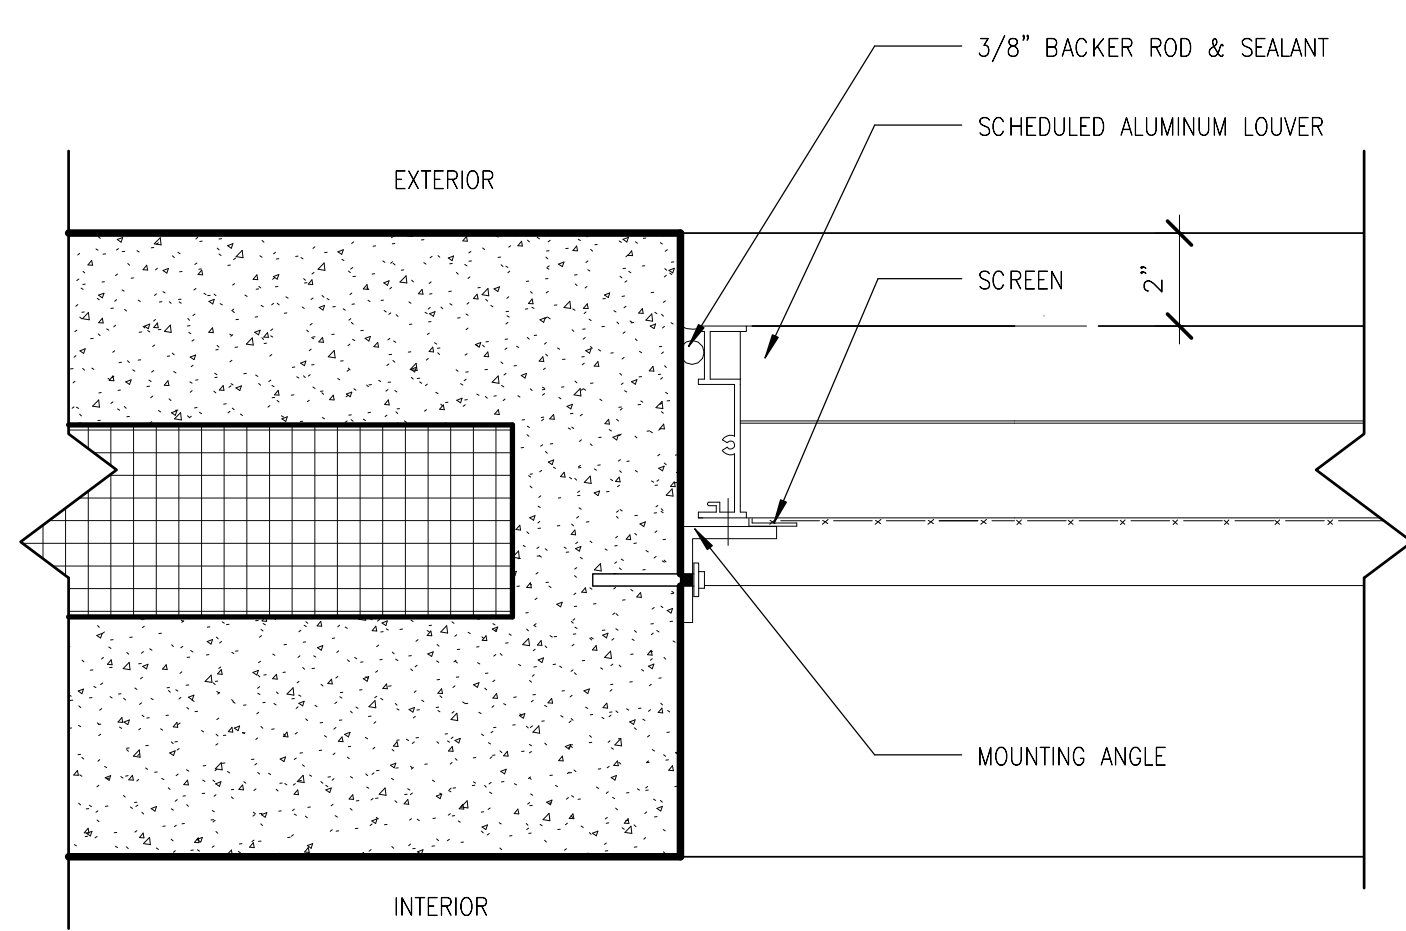 3/8" BACKER ROD & SEALANT
SCHEDULED ALUMINUM LOUVER
EXTERIOR
SCREEN
2"
MOUNTING ANGLE
INTERIOR